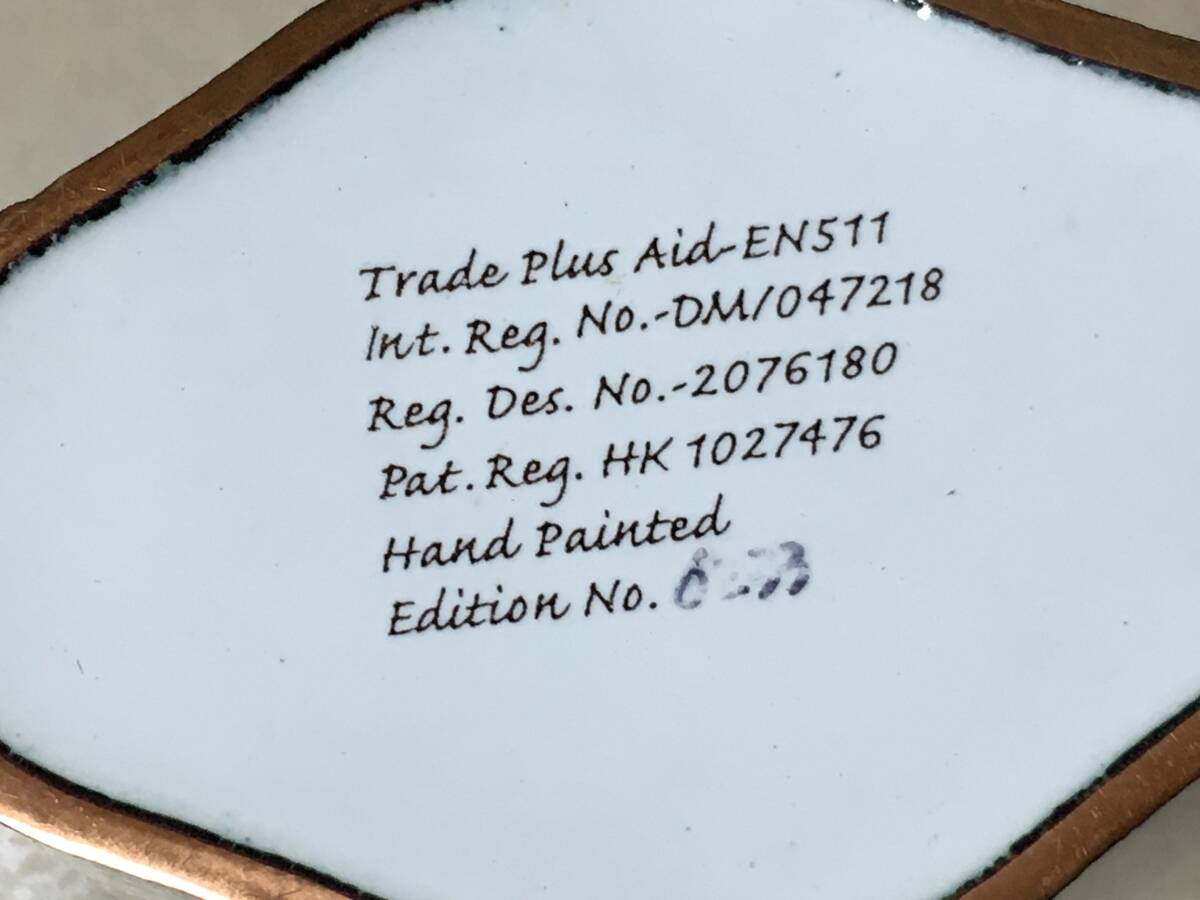 Trade Plus Aid-EN511
Int. Reg. No.-DM/047218
Reg. Des. No.-2076180
Pat. Reg. HK 1027476
Hand Painted
Edition No.